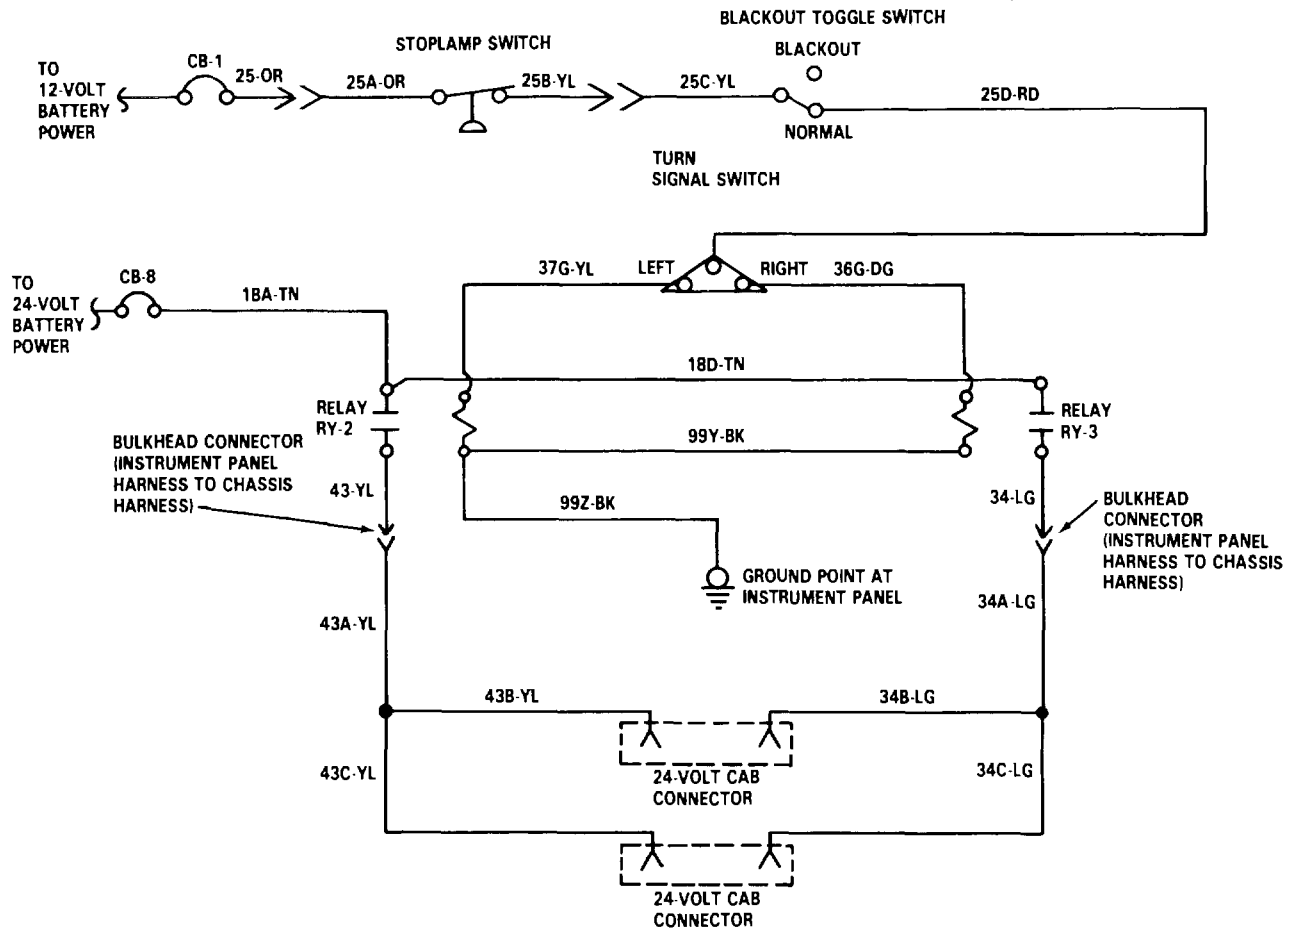 BLACKOUT TOGGLE SWITCH
STOPLAMP SWITCH
BLACKOUT
CB-1
TO
12-VOLT
BATTERY
POWER
25-OR
25A-OR
25B-YL
25C-YL
25D-RD
NORMAL
TURN
SIGNAL SWITCH
37G-YL
LEFT
RIGHT
36G-DG
CB-8
TO
24-VOLT
BATTERY
POWER
1BA-TN
18D-TN
RELAY
RY-2
RELAY
RY-3
99Y-BK
BULKHEAD CONNECTOR
(INSTRUMENT PANEL
HARNESS TO CHASSIS
HARNESS)
43-YL
99Z-BK
34-LG
BULKHEAD
CONNECTOR
(INSTRUMENT PANEL
HARNESS TO CHASSIS
HARNESS)
GROUND POINT AT
INSTRUMENT PANEL
43A-YL
34A-LG
43B-YL
34B-LG
43C-YL
24-VOLT CAB
CONNECTOR
34C-LG
24-VOLT CAB
CONNECTOR